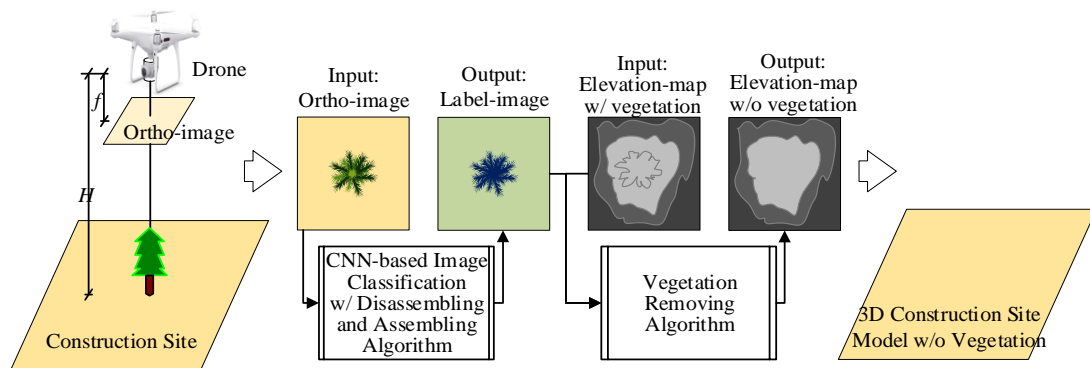 Drone
f
Ortho-image
H
Construction Site
Input:
Ortho-image
Output:
Label-image
Input:
Elevation-map
w/ vegetation
Output:
Elevation-map
w/o vegetation
CNN-based Image
Classification
w/ Disassembling
and Assembling
Algorithm
Vegetation
Removing
Algorithm
3D Construction Site
Model w/o Vegetation